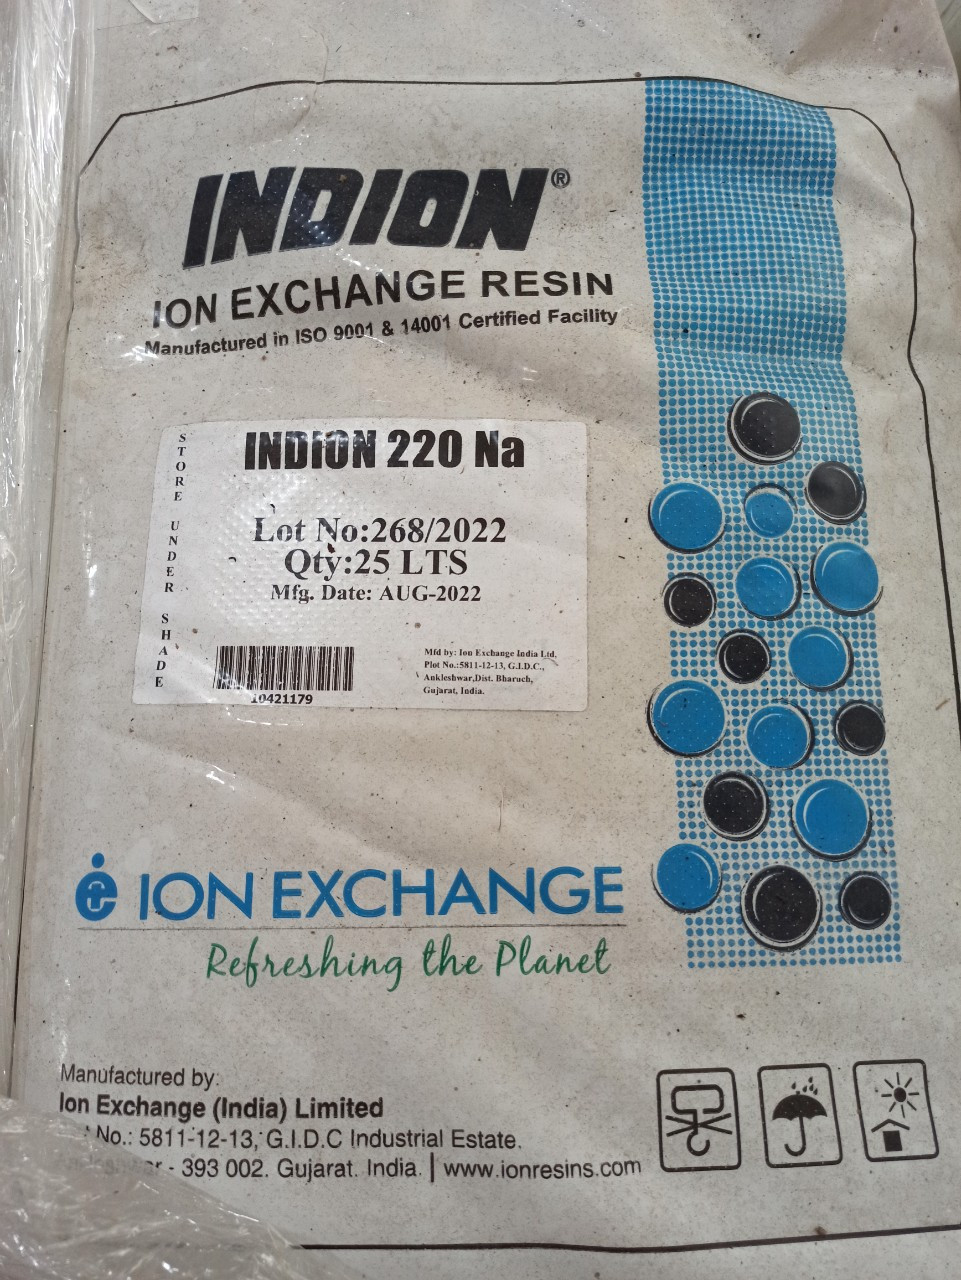 INDION®
ION EXCHANGE RESIN
Manufactured in ISO 9001 & 14001 Certified Facility
STORE UNDER SHADE
INDION 220 Na
Lot No:268/2022
Qty:25 LTS
Mfg. Date: AUG-2022
10421179
Mfd by: Ion Exchange India Ltd,
Plot No.:5811-12-13, G.I.D.C.,
Ankleshwar,Dist. Bharuch,
Gujarat, India.
ION EXCHANGE
Refreshing the Planet
Manufactured by:
Ion Exchange (India) Limited
No.: 5811-12-13, G.I.D.C Industrial Estate.
- 393 002. Gujarat. India. | www.ionresins.com